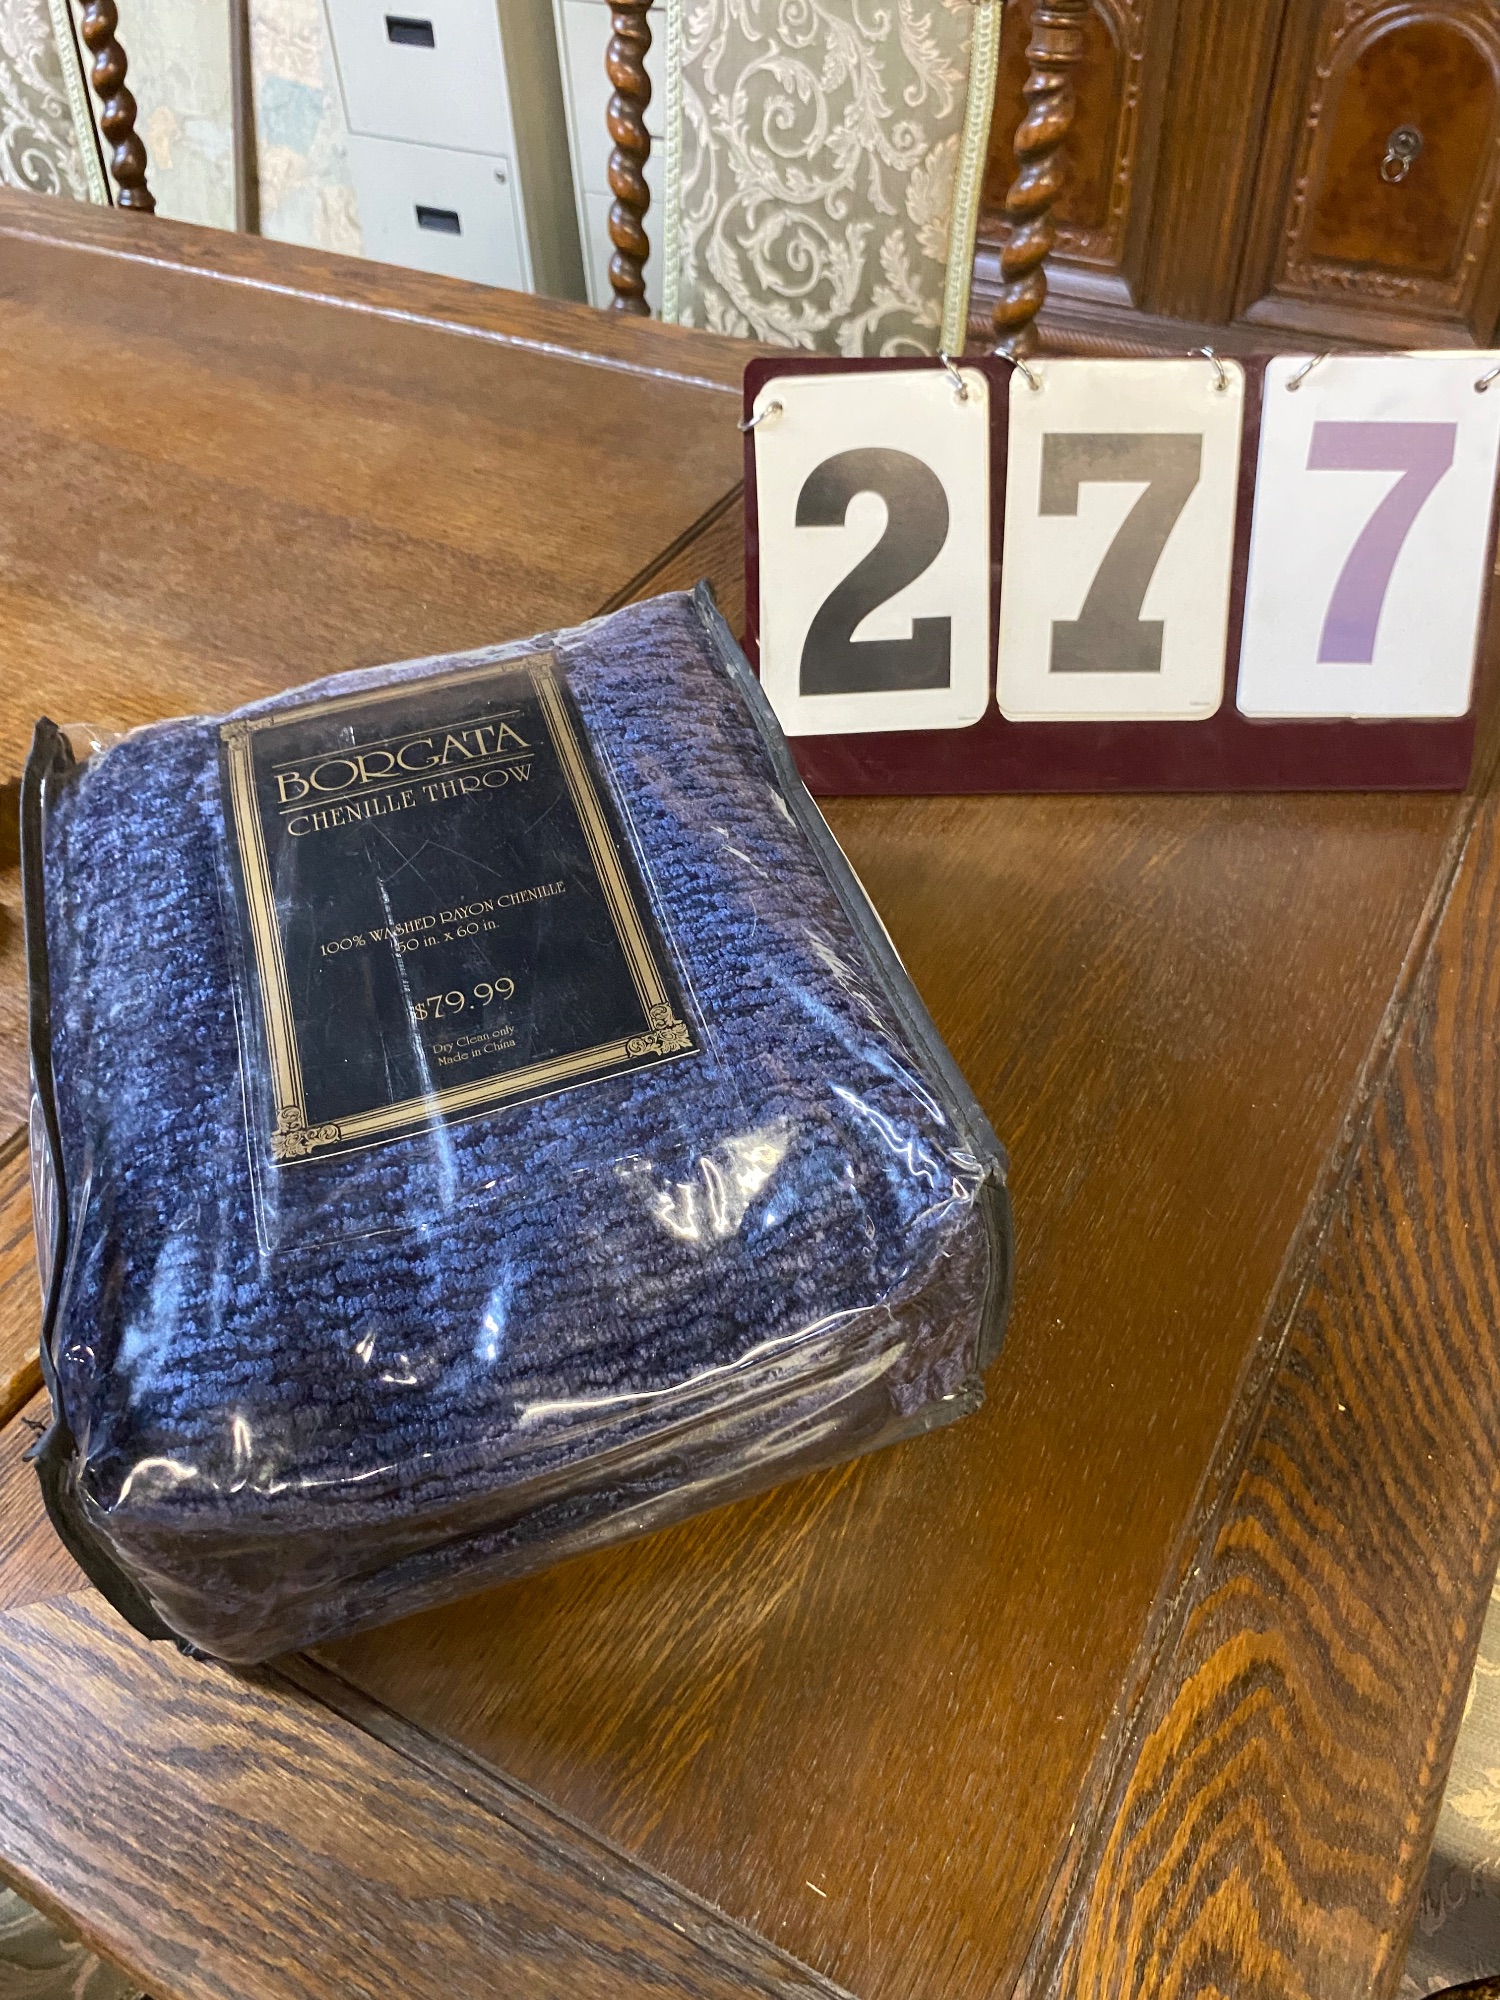 277
BORGATA
CHENILLE THROW
100% WASHED RAYON CHENILLE
50 in. x 60 in.
$79.99
Dry Clean only
Made in China